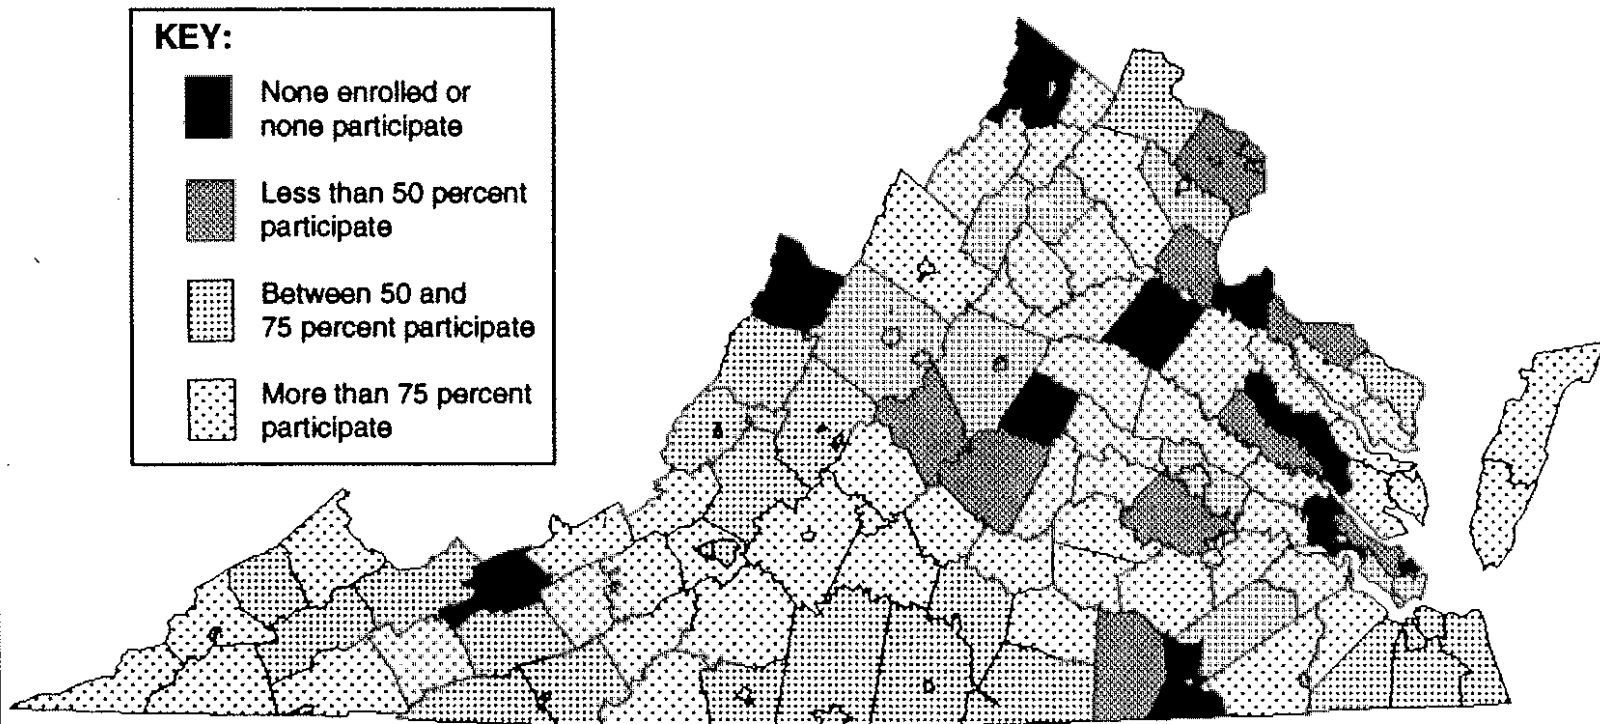 KEY:
None enrolled or
none participate
Less than 50 percent
participate
Between 50 and
75 percent participate
More than 75 percent
participate